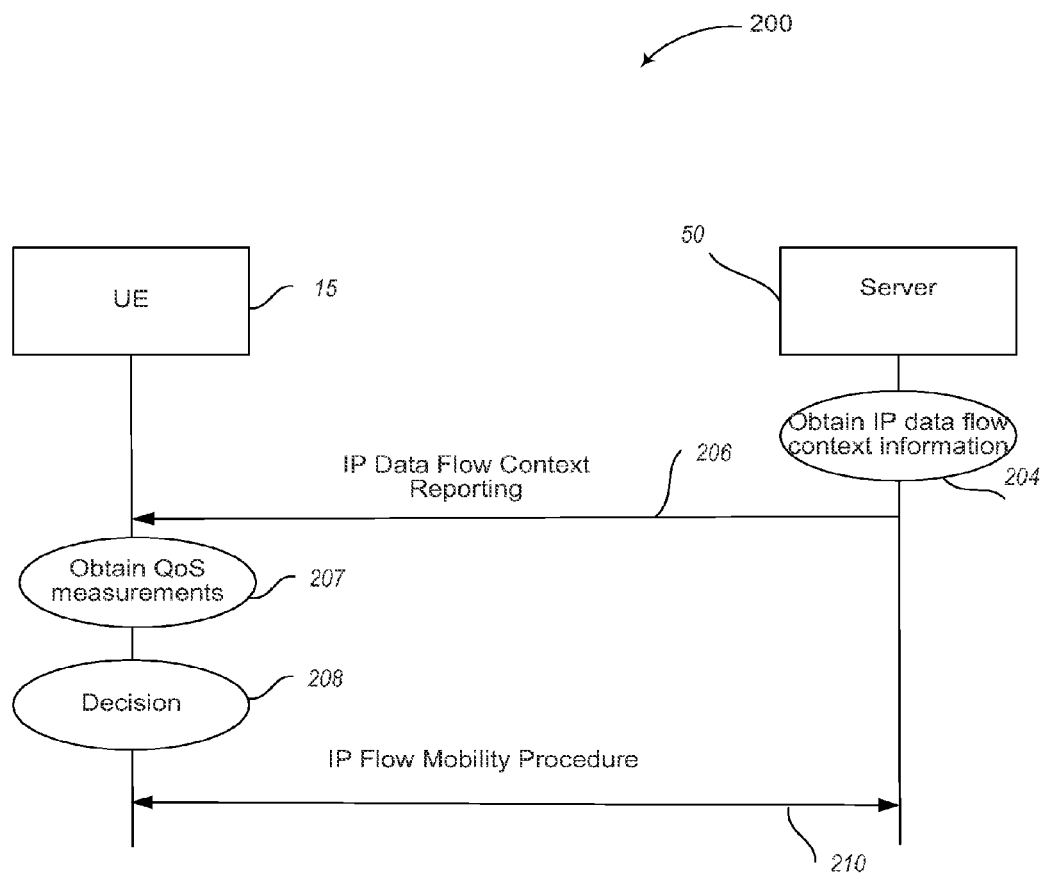 200
50
UE
15
Server
Obtain IP data flow
context information
204
IP Data Flow Context
Reporting
206
Obtain QoS
measurements
207
Decision
208
IP Flow Mobility Procedure
210